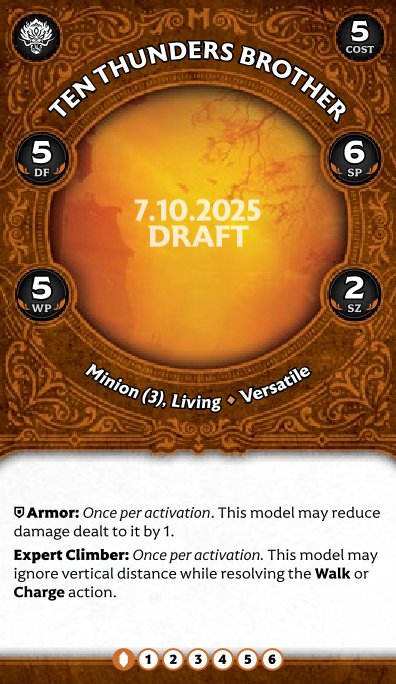 5
COST
TEN THUNDERS BROTHER
5
DF
6
SP
7.10.2025
DRAFT
5
WP
2
SZ
Minion (3), Living ⬥ Versatile
Armor: Once per activation. This model may reduce
damage dealt to it by 1.
Expert Climber: Once per activation. This model may
ignore vertical distance while resolving the Walk or
Charge action.
1 2 3 4 5 6